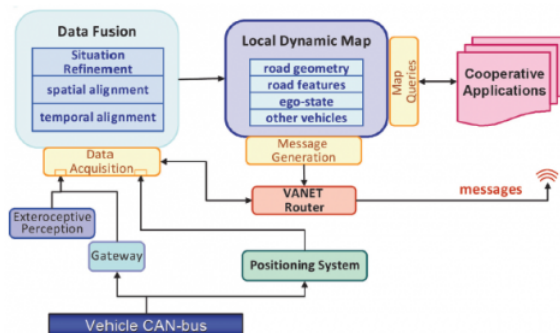 Data Fusion
Situation
Refinement
spatial alignment
temporal alignment
Data
Acquisition
Local Dynamic Map
road geometry
road features
ego-state
other vehicles
Message
Generation
Map
Queries
Cooperative
Applications
VANET
Router
messages
Exteroceptive
Perception
Gateway
Positioning System
Vehicle CAN-bus